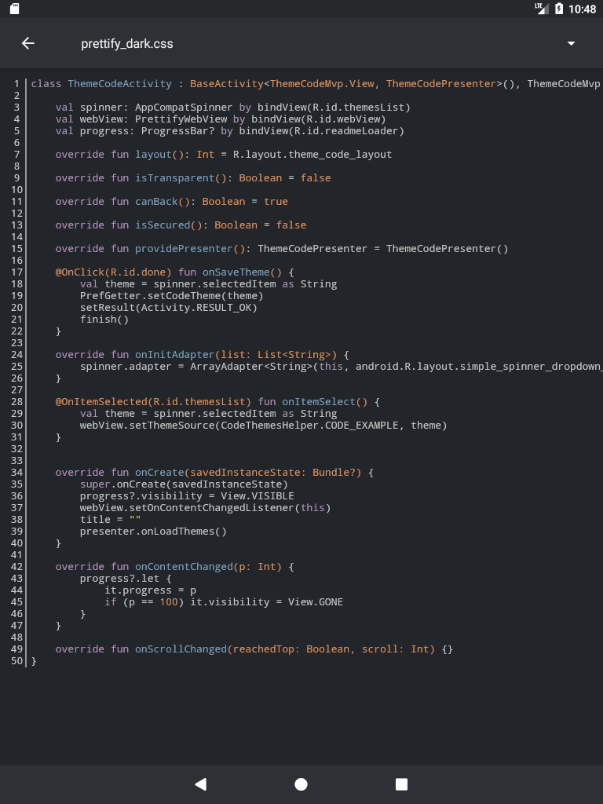 LTE 10:48
prettify_dark.css
1 class ThemeCodeActivity : BaseActivity<ThemeCodeMvp.View, ThemeCodePresenter>(), ThemeCodeMvp
2
3     val spinner: AppCompatSpinner by bindView(R.id.themesList)
4     val webView: PrettifyWebView by bindView(R.id.webView)
5     val progress: ProgressBar? by bindView(R.id.readmeLoader)
6
7     override fun layout(): Int = R.layout.theme_code_layout
8
9     override fun isTransparent(): Boolean = false
10
11     override fun canBack(): Boolean = true
12
13     override fun isSecured(): Boolean = false
14
15     override fun providePresenter(): ThemeCodePresenter = ThemeCodePresenter()
16
17     @OnClick(R.id.done) fun onSaveTheme() {
18         val theme = spinner.selectedItem as String
19         PrefGetter.setCodeTheme(theme)
20         setResult(Activity.RESULT_OK)
21         finish()
22     }
23
24     override fun onInitAdapter(list: List<String>) {
25         spinner.adapter = ArrayAdapter<String>(this, android.R.layout.simple_spinner_dropdown_
26     }
27
28     @OnItemSelected(R.id.themesList) fun onItemSelect() {
29         val theme = spinner.selectedItem as String
30         webView.setThemeSource(CodeThemesHelper.CODE_EXAMPLE, theme)
31     }
32
33
34     override fun onCreate(savedInstanceState: Bundle?) {
35         super.onCreate(savedInstanceState)
36         progress?.visibility = View.VISIBLE
37         webView.setOnContentChangedListener(this)
38         title = ""
39         presenter.onLoadThemes()
40     }
41
42     override fun onContentChanged(p: Int) {
43         progress?.let {
44             it.progress = p
45             if (p == 100) it.visibility = View.GONE
46         }
47     }
48
49     override fun onScrollChanged(reachedTop: Boolean, scroll: Int) {}
50 }